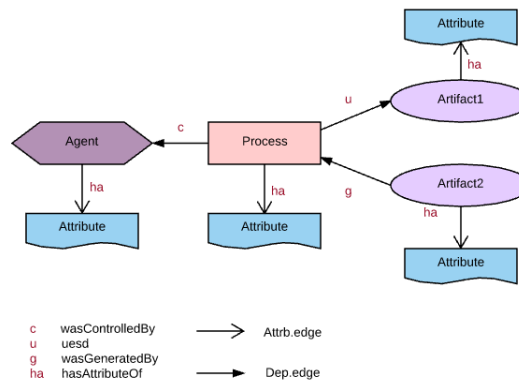 Attribute
ha
u
Artifact1
c
Agent
Process
Artifact2
g
ha
ha
ha
Attribute
Attribute
Attribute
c wasControlledBy
Attrb.edge
u uesd
g wasGeneratedBy
ha hasAttributeOf
Dep.edge